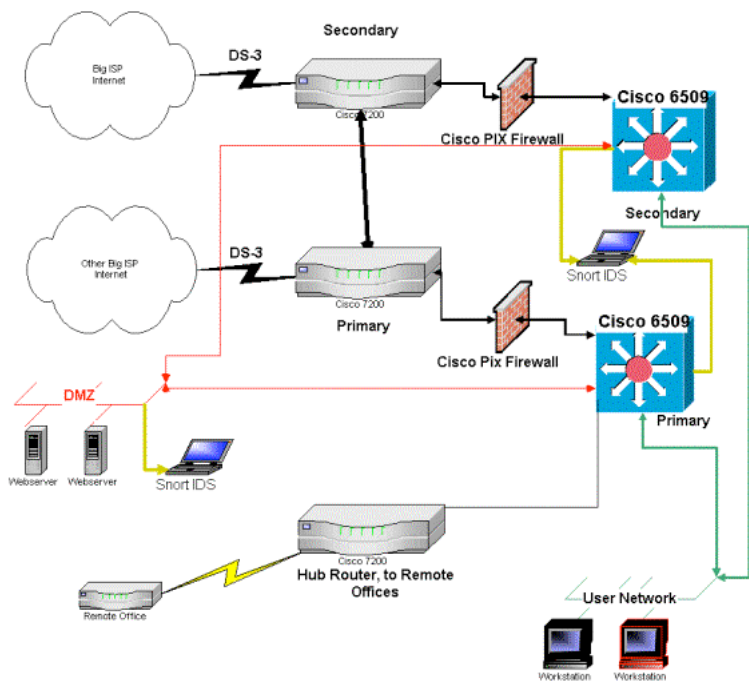 Secondary
DS-3
Big ISP
Internet
Cisco 7200
Cisco 6509
Cisco PIX Firewall
Secondary
DS-3
Other Big ISP
Internet
Snort IDS
Cisco 7200
Primary
Cisco 6509
Cisco Pix Firewall
DMZ
Primary
Webserver
Webserver
Snort IDS
Cisco 7200
Hub Router, to Remote
Offices
User Network
Remote Office
Workstation
Workstation